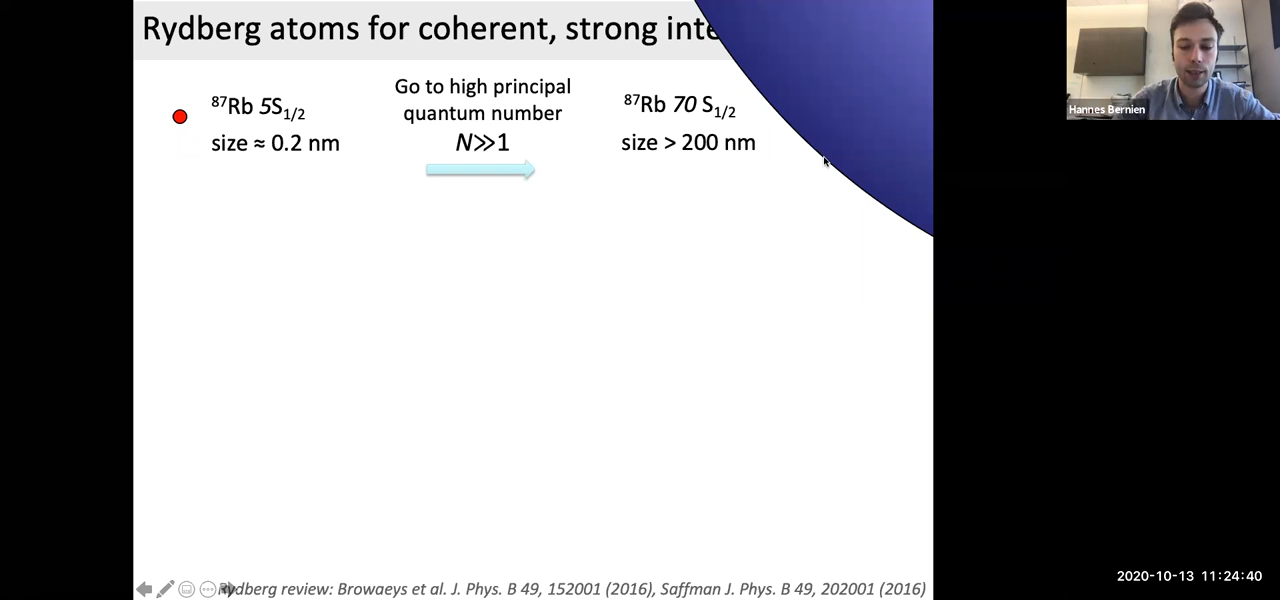 Rydberg atoms for coherent, strong inte
⁸⁷Rb 5S₁/₂
size ≈ 0.2 nm
Go to high principal
quantum number
N≫1
⁸⁷Rb 70 S₁/₂
size > 200 nm
Hannes Bernien
Rydberg review: Browaeys et al. J. Phys. B 49, 152001 (2016), Saffman J. Phys. B 49, 202001 (2016)
2020-10-13 11:24:40